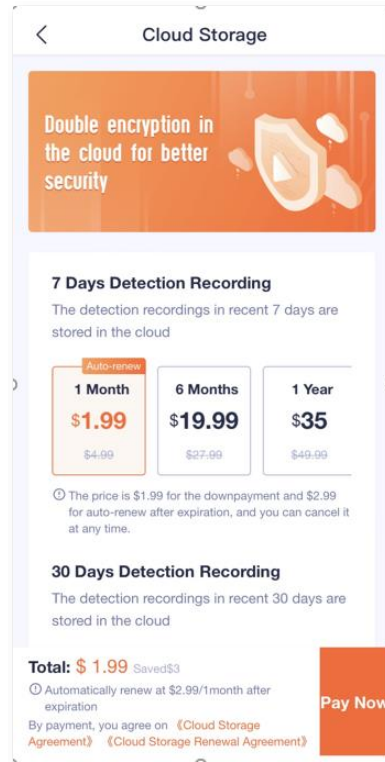 Cloud Storage
Double encryption in
the cloud for better
security
7 Days Detection Recording
The detection recordings in recent 7 days are
stored in the cloud
Auto-renew
1 Month
6 Months
1 Year
$1.99
$19.99
$35
$4.99
$27.99
$49.99
The price is $1.99 for the downpayment and $2.99
for auto-renew after expiration, and you can cancel it
at any time.
30 Days Detection Recording
The detection recordings in recent 30 days are
stored in the cloud
Total: $ 1.99 Saved$3
Automatically renew at $2.99/1month after
expiration
Pay Now
By payment, you agree on 《Cloud Storage
Agreement》 《Cloud Storage Renewal Agreement》